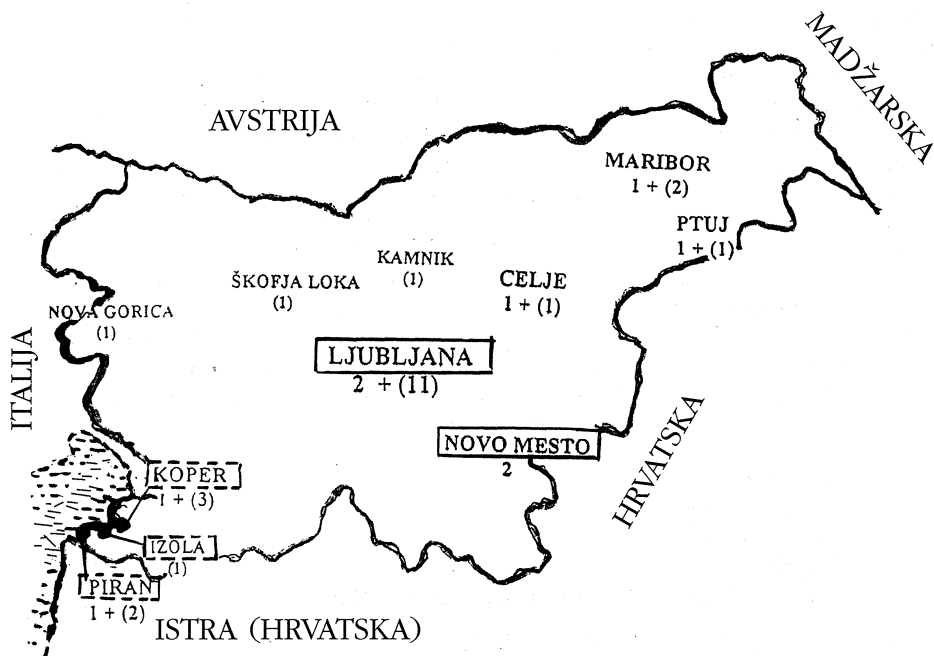 MADŽARSKA
AVSTRIJA
MARIBOR
1 + (2)
PTUJ
1 + (1)
KAMNIK
(1)
ŠKOFJA LOKA
(1)
CELJE
1 + (1)
NOVA GORICA
(1)
LJUBLJANA
2 + (11)
ITALIJA
HRVATSKA
NOVO MESTO
2
KOPER
1 + (3)
IZOLA
(1)
PIRAN
1 + (2)
ISTRA (HRVATSKA)